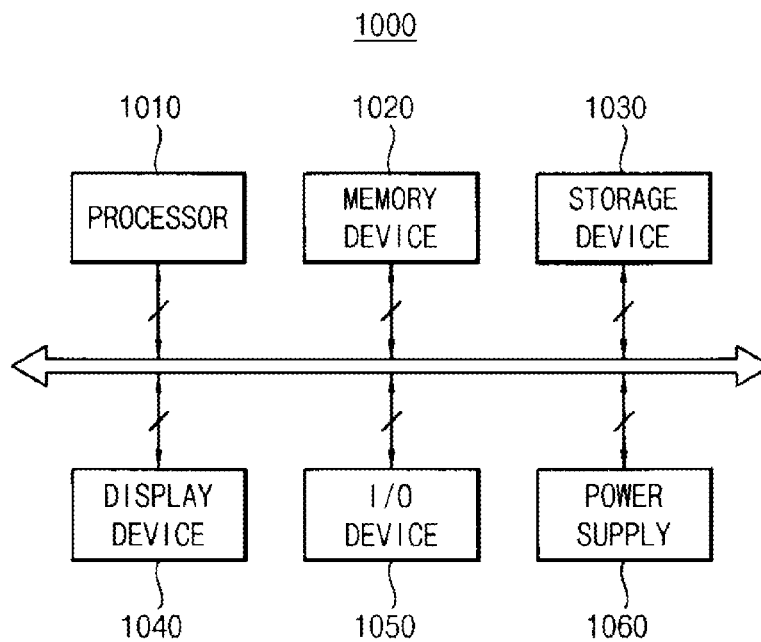 1000
1010
1020
1030
PROCESSOR
MEMORY
DEVICE
STORAGE
DEVICE
DISPLAY
DEVICE
I/O
DEVICE
POWER
SUPPLY
1040
1050
1060